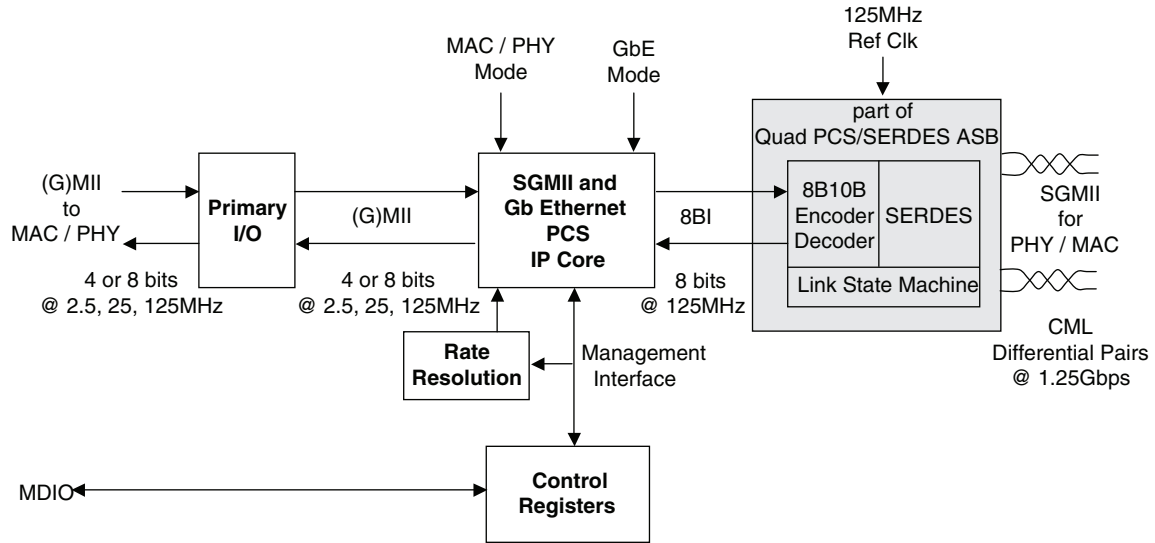 125MHz
Ref Clk
MAC / PHY
Mode
GbE
Mode
part of
Quad PCS/SERDES ASB
(G)MII
to
MAC / PHY
Primary
I/O
(G)MII
SGMII and
Gb Ethernet
PCS
IP Core
8BI
8B10B
Encoder
Decoder
SERDES
Link State Machine
SGMII
for
PHY / MAC
4 or 8 bits
@ 2.5, 25, 125MHz
4 or 8 bits
@ 2.5, 25, 125MHz
8 bits
@ 125MHz
CML
Differential Pairs
@ 1.25Gbps
Rate
Resolution
Management
Interface
MDIO
Control
Registers